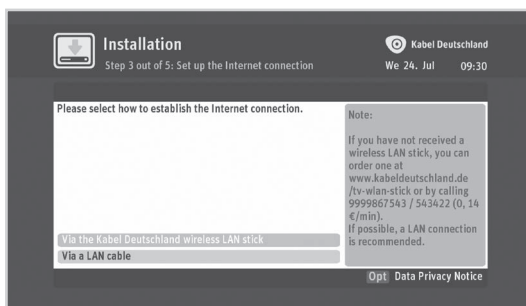 Installation
Kabel Deutschland
Step 3 out of 5: Set up the Internet connection
We 24. Jul 09:30
Please select how to establish the Internet connection.
Via the Kabel Deutschland wireless LAN stick
Via a LAN cable
Note:
If you have not received a
wireless LAN stick, you can
order one at
www.kabeldeutschland.de
/tv-wlan-stick or by calling
9999867543 / 543422 (0, 14
€/min).
If possible, a LAN connection
is recommended.
Opt Data Privacy Notice